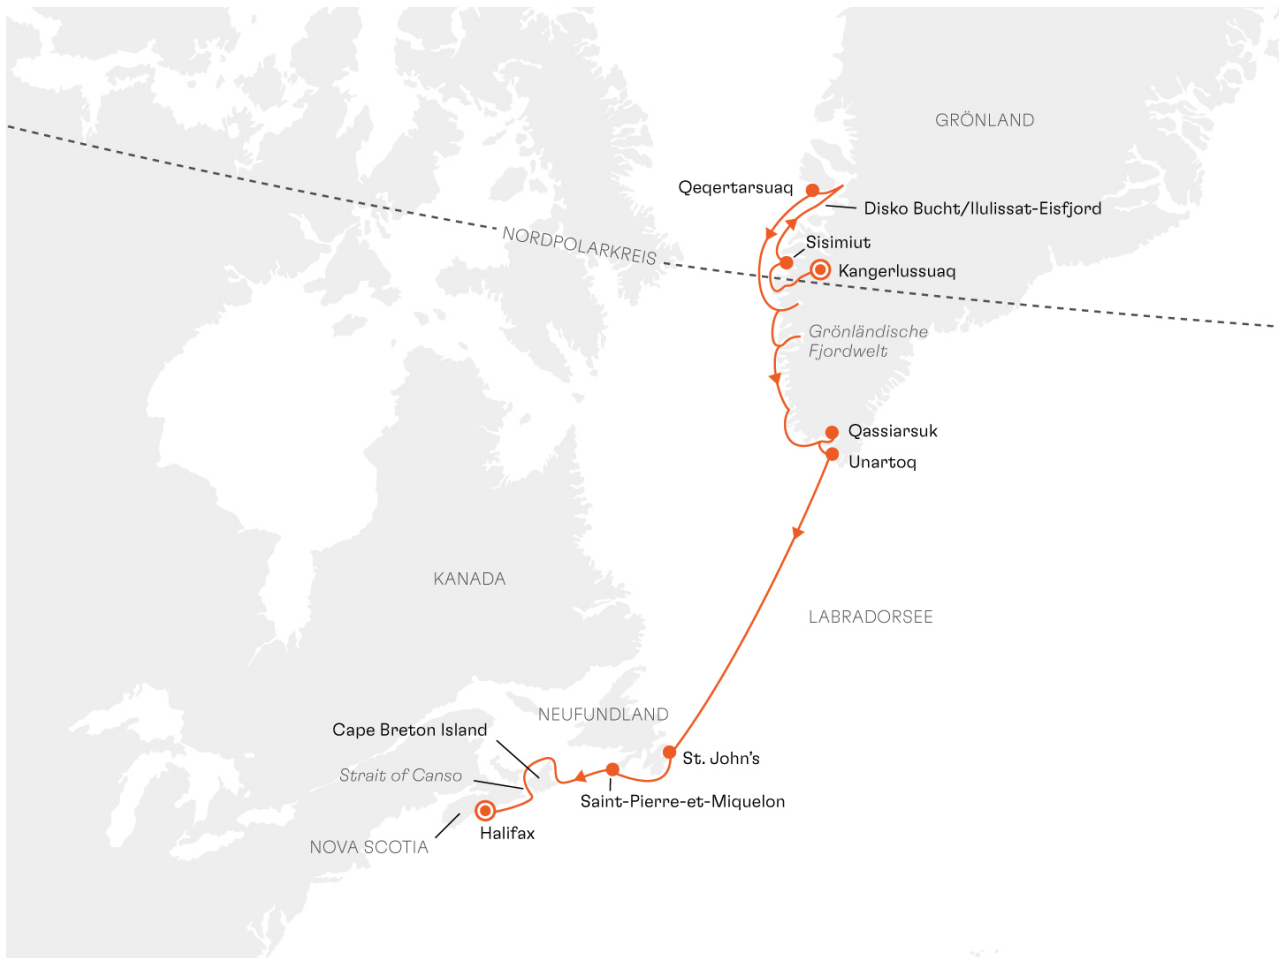 GRÖNLAND
Qeqertarsuaq
Disko Bucht/Ilulissat-Eisfjord
NORDPOLARKREIS
Sisimiut
Kangerlussuaq
Grönländische
Fjordwelt
Qassiarsuk
Unartoq
KANADA
LABRADORSEE
NEUFUNDLAND
Cape Breton Island
St. John's
Strait of Canso
Saint-Pierre-et-Miquelon
Halifax
NOVA SCOTIA